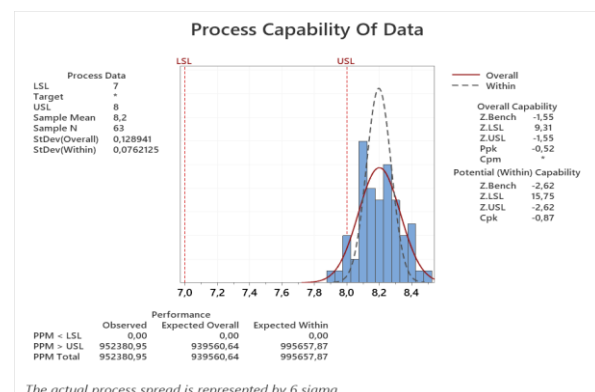 Process Capability Of Data
LSL USL
Process Data
LSL 7
Target *
USL 8
Sample Mean 8,2
Sample N 63
StDev(Overall) 0,128941
StDev(Within) 0,0762125
Overall
Within
Overall Capability
Z.Bench -1,55
Z.LSL 9,31
Z.USL -1,55
Ppk -0,52
Cpm *
Potential (Within) Capability
Z.Bench -2,62
Z.LSL 15,75
Z.USL -2,62
Cpk -0,87
7,0 7,2 7,4 7,6 7,8 8,0 8,2 8,4
Performance
Observed Expected Overall Expected Within
PPM < LSL 0,00 0,00 0,00
PPM > USL 952380,95 939560,64 995657,87
PPM Total 952380,95 939560,64 995657,87
The actual process spread is represented by 6 sigma